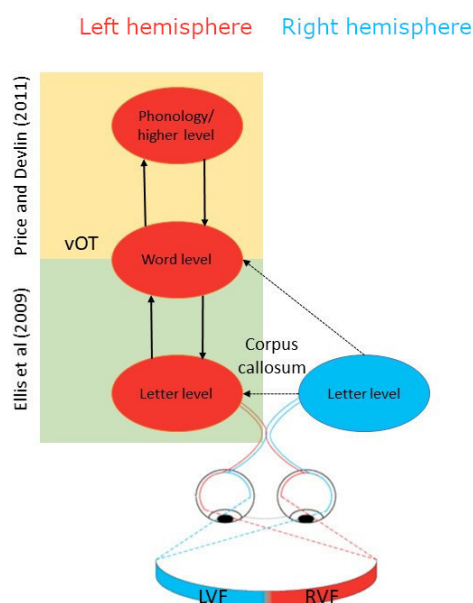 Left hemisphere
Right hemisphere
Price and Devlin (2011)
Phonology/
higher level
vOT
Word level
Ellis et al (2009)
Corpus
callosum
Letter level
Letter level
LVF
RVF